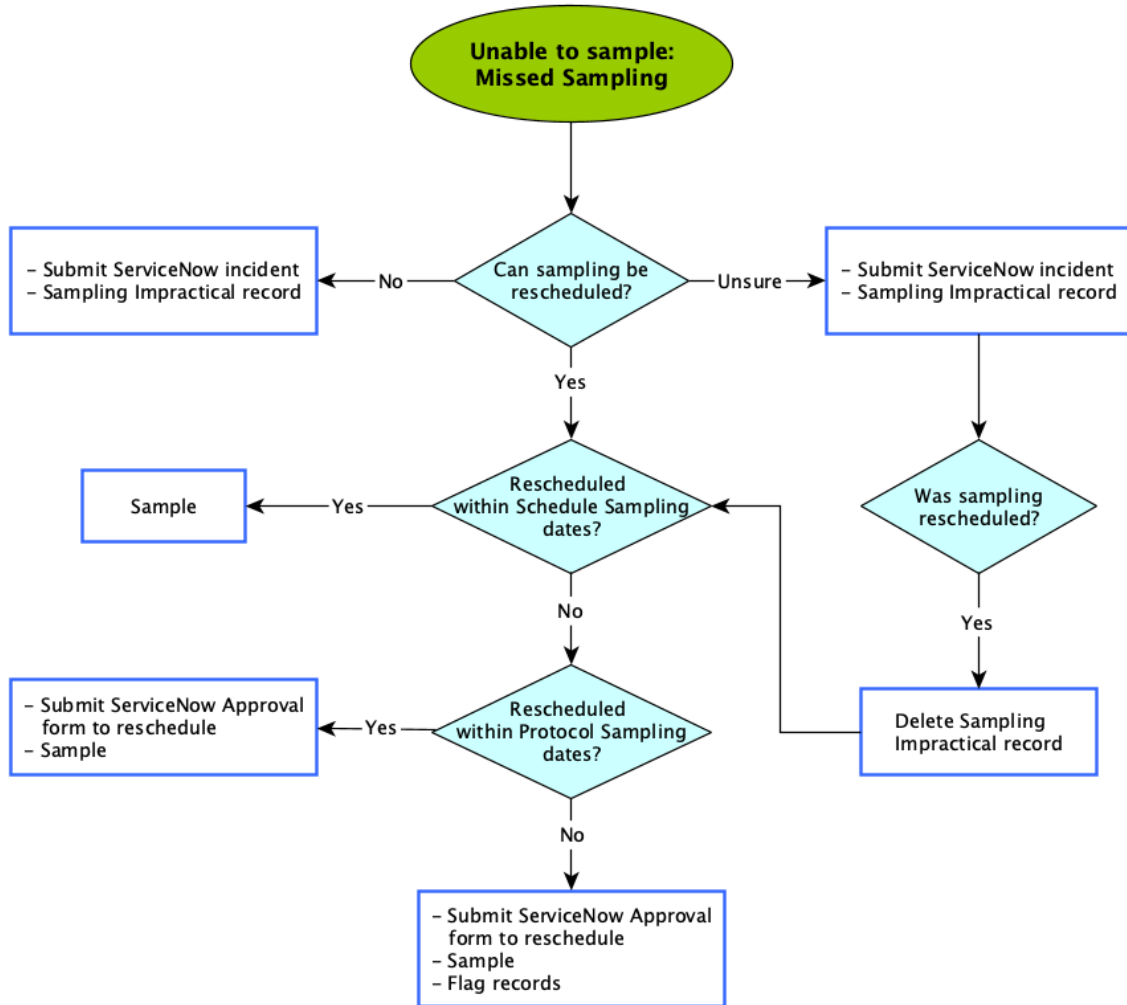 Unable to sample:
Missed Sampling
– Submit ServiceNow incident
– Sampling Impractical record
No
Can sampling be
rescheduled?
Unsure
– Submit ServiceNow incident
– Sampling Impractical record
Yes
Sample
Yes
Rescheduled
within Schedule Sampling
dates?
Was sampling
rescheduled?
No
Yes
– Submit ServiceNow Approval
form to reschedule
– Sample
Yes
Rescheduled
within Protocol Sampling
dates?
Delete Sampling
Impractical record
No
– Submit ServiceNow Approval
form to reschedule
– Sample
– Flag records